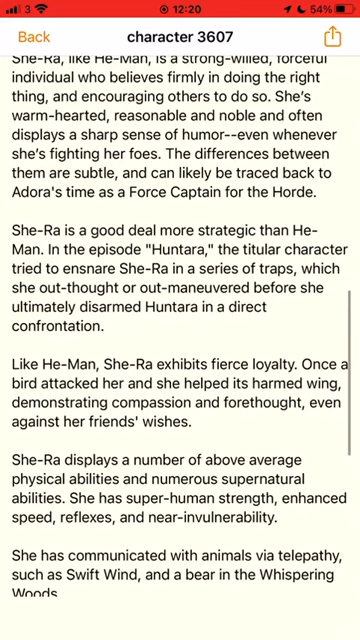 3
12:20
54%
Back
character 3607
She-Ra, like He-Man, is a strong-willed, forceful
individual who believes firmly in doing the right
thing, and encouraging others to do so. She's
warm-hearted, reasonable and noble and often
displays a sharp sense of humor--even whenever
she's fighting her foes. The differences between
them are subtle, and can likely be traced back to
Adora's time as a Force Captain for the Horde.
She-Ra is a good deal more strategic than He-
Man. In the episode "Huntara," the titular character
tried to ensnare She-Ra in a series of traps, which
she out-thought or out-maneuvered before she
ultimately disarmed Huntara in a direct
confrontation.
Like He-Man, She-Ra exhibits fierce loyalty. Once a
bird attacked her and she helped its harmed wing,
demonstrating compassion and forethought, even
against her friends' wishes.
She-Ra displays a number of above average
physical abilities and numerous supernatural
abilities. She has super-human strength, enhanced
speed, reflexes, and near-invulnerability.
She has communicated with animals via telepathy,
such as Swift Wind, and a bear in the Whispering
Woods.